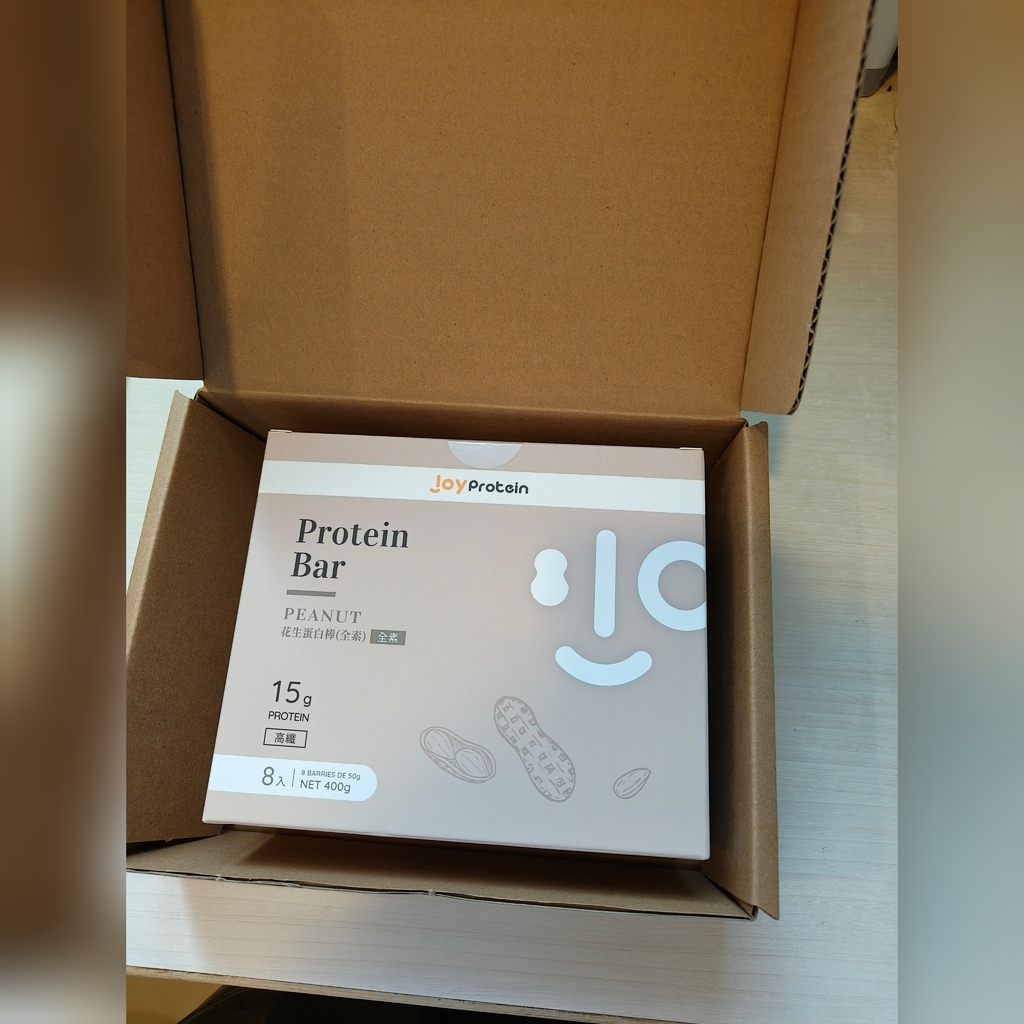 JoyProtein
Protein
Bar
PEANUT
花生蛋白棒(全素) 全素
15g
PROTEIN
高纖
8入
8 BARRIES DE 50g
NET 400g